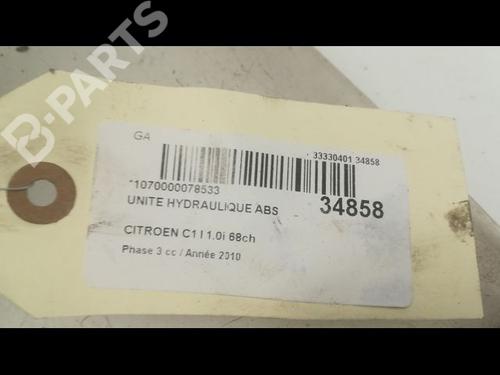 B-PARTS
GA
33330401 34858
*1070000078533
UNITE HYDRAULIQUE ABS
34858
CITROEN C1 I 1.0i 68ch
Phase 3 cc / Année 2010